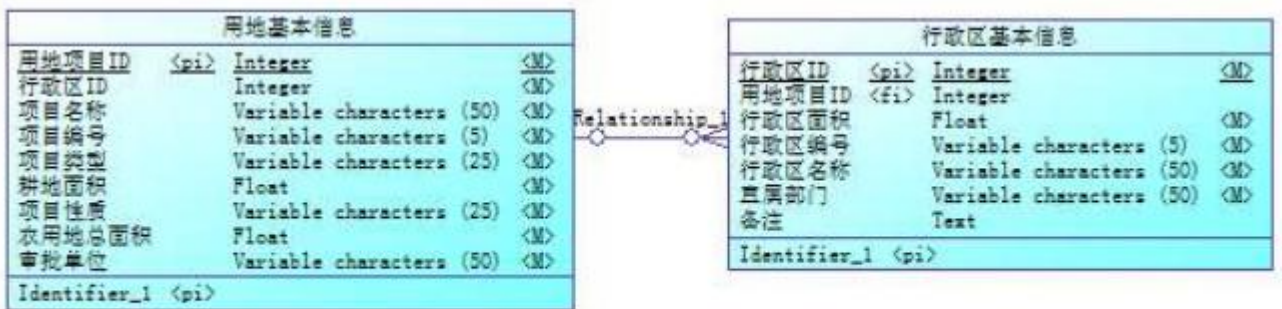 用地基本信息
用地项目ID <pi> Integer <M>
行政区ID Integer <M>
项目名称 Variable characters (50) <M>
项目编号 Variable characters (5) <M>
项目类型 Variable characters (25) <M>
耕地面积 Float <M>
项目性质 Variable characters (25) <M>
农用地总面积 Float <M>
审批单位 Variable characters (50) <M>
Identifier_1 <pi>
Relationship_1
行政区基本信息
行政区ID <pi> Integer <M>
用地项目ID <fi> Integer
行政区面积 Float <M>
行政区编号 Variable characters (5) <M>
行政区名称 Variable characters (50) <M>
直属部门 Variable characters (50) <M>
备注 Text
Identifier_1 <pi>